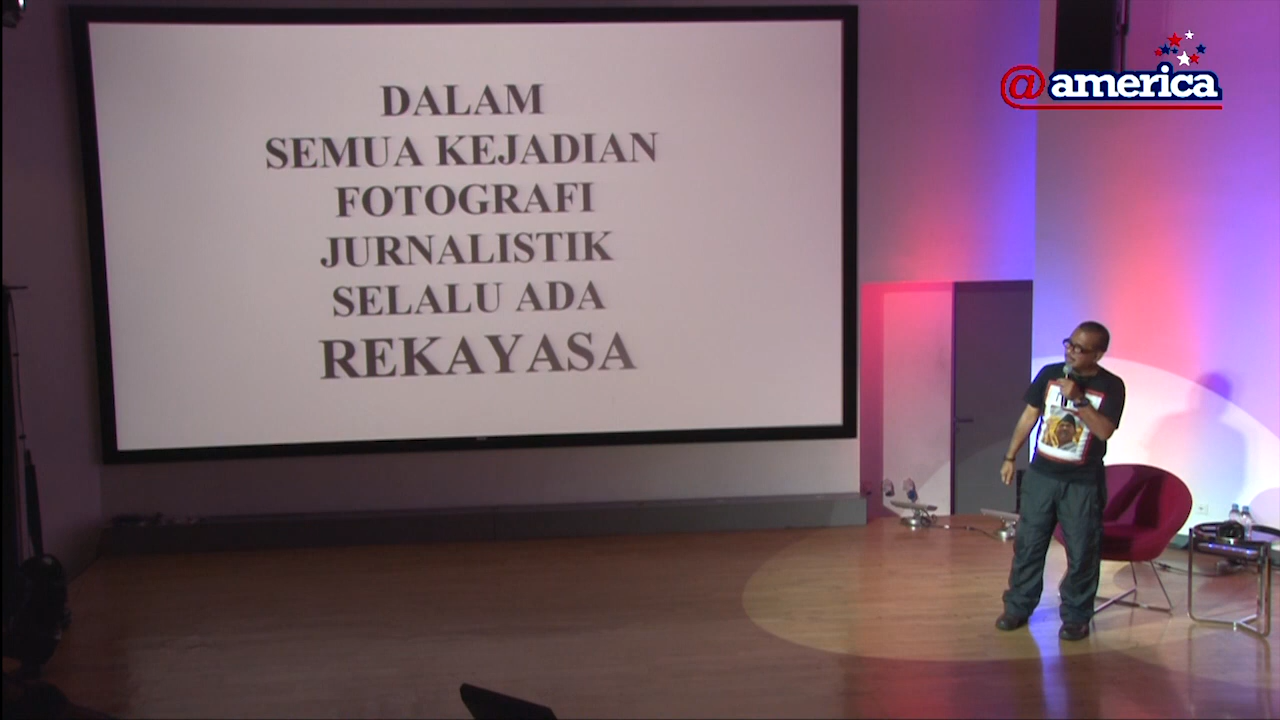 DALAM
SEMUA KEJADIAN
FOTOGRAFI
JURNALISTIK
SELALU ADA
REKAYASA
@america